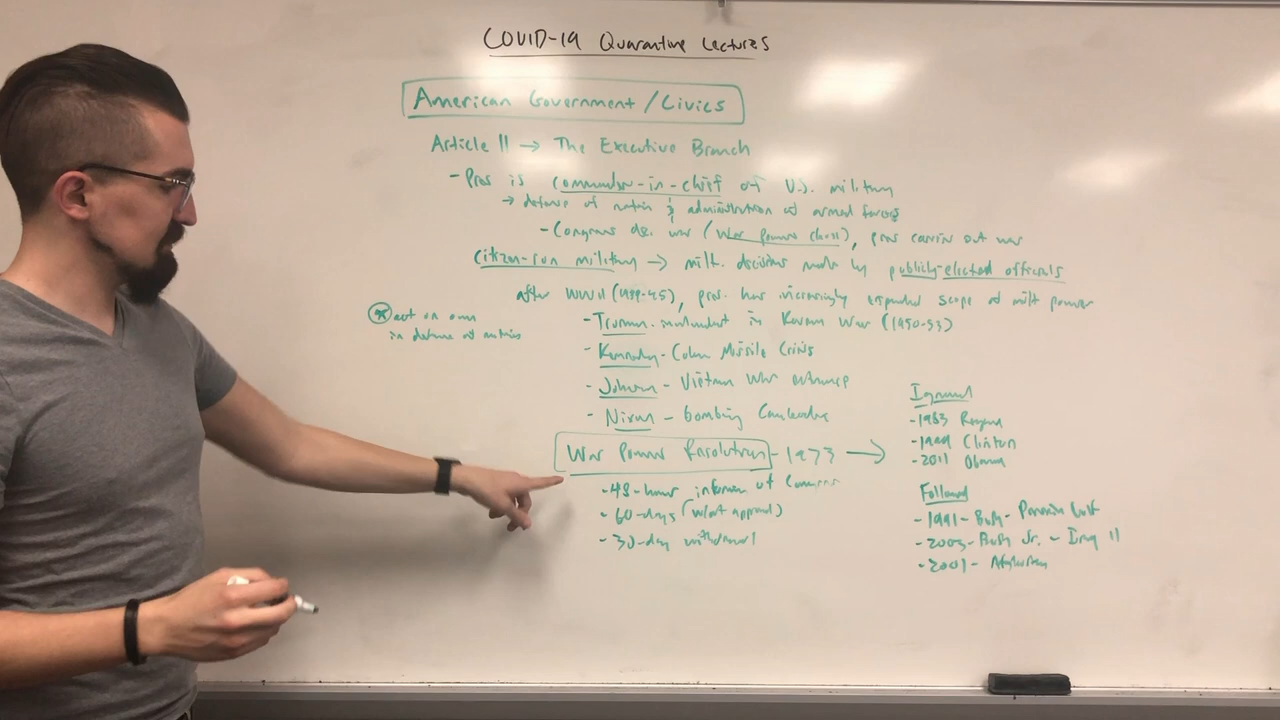 COVID-19 Quarantine Lectures
American Government/Civics
Article II → The Executive Branch
- Pres is commander-in-chief of U.S. military
→ defense of nation & administration of armed forces
- Congress dec. war (War Powers clause), pres carries out war
Citizen-run military → milt. decisions made by publicly-elected officials
after WWII (1939-45), pres. has increasingly expanded scope of milt power
* act on own
in defense of nation
- Truman - involvement in Korean War (1950-53)
- Kennedy - Cuban Missile Crisis
- Johnson - Vietnam War
- Nixon - bombing Cambodia
War Powers Resolution - 1973 →
- 48-hour inform of Congress
- 60-days (w/out approval)
- 30-day withdrawal
Ignored
- 1983 Reagan
- 1999 Clinton
- 2011 Obama
Followed
- 1991 - Bush - Persian Gulf
- 2003 - Bush Jr. - Iraq II
- 2001 - Afghanistan